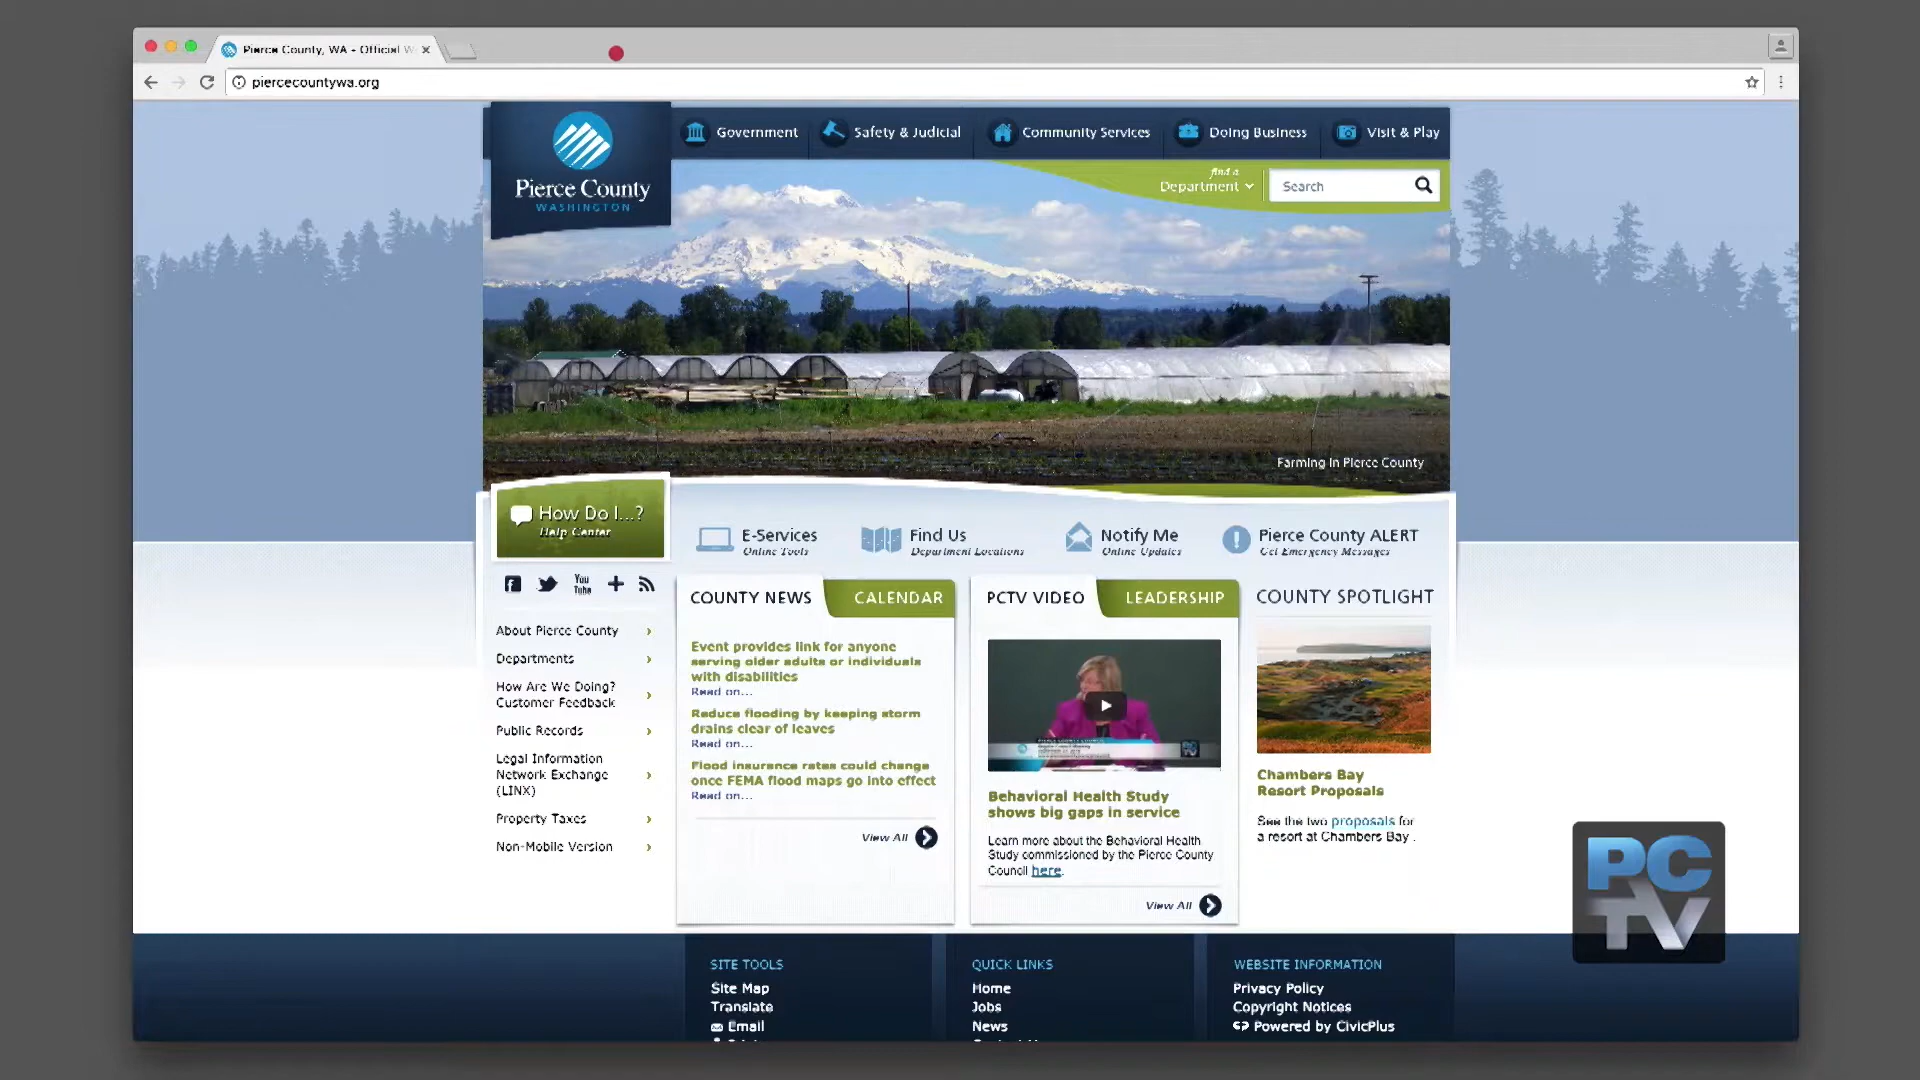 Pierce County, WA - Official W
piercecountywa.org
Pierce County
WASHINGTON
Government
Safety & Judicial
Community Services
Doing Business
Visit & Play
find a
Department
Search
Farming in Pierce County
How Do I...?
Help Center
E-Services
Online Tools
Find Us
Department Locations
Notify Me
Online Updates
Pierce County ALERT
Get Emergency Messages
You
Tube
About Pierce County
Departments
How Are We Doing?
Customer Feedback
Public Records
Legal Information
Network Exchange
(LINX)
Property Taxes
Non-Mobile Version
COUNTY NEWS
CALENDAR
Event provides link for anyone
serving older adults or individuals
with disabilities
Read on...
Reduce flooding by keeping storm
drains clear of leaves
Read on...
Flood insurance rates could change
once FEMA flood maps go into effect
Read on...
View All
PCTV VIDEO
LEADERSHIP
Behavioral Health Study
shows big gaps in service
Learn more about the Behavioral Health
Study commissioned by the Pierce County
Council here.
View All
COUNTY SPOTLIGHT
Chambers Bay
Resort Proposals
See the two proposals for
a resort at Chambers Bay .
PC
TV
SITE TOOLS
Site Map
Translate
Email
QUICK LINKS
Home
Jobs
News
WEBSITE INFORMATION
Privacy Policy
Copyright Notices
Powered by CivicPlus